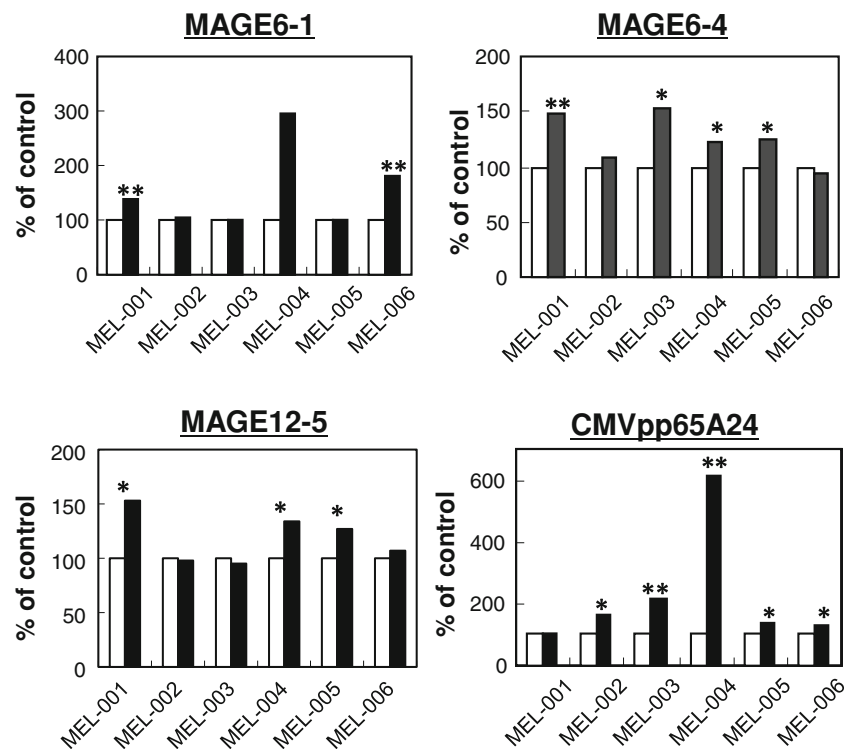 MAGE6-1
% of control
400
300
200
100
0
**
**
MEL-001
MEL-002
MEL-003
MEL-004
MEL-005
MEL-006
MAGE6-4
% of control
200
150
100
50
0
**
*
*
*
MEL-001
MEL-002
MEL-003
MEL-004
MEL-005
MEL-006
MAGE12-5
% of control
200
150
100
50
0
*
*
*
MEL-001
MEL-002
MEL-003
MEL-004
MEL-005
MEL-006
CMVpp65A24
% of control
600
400
200
0
*
**
**
*
*
MEL-001
MEL-002
MEL-003
MEL-004
MEL-005
MEL-006